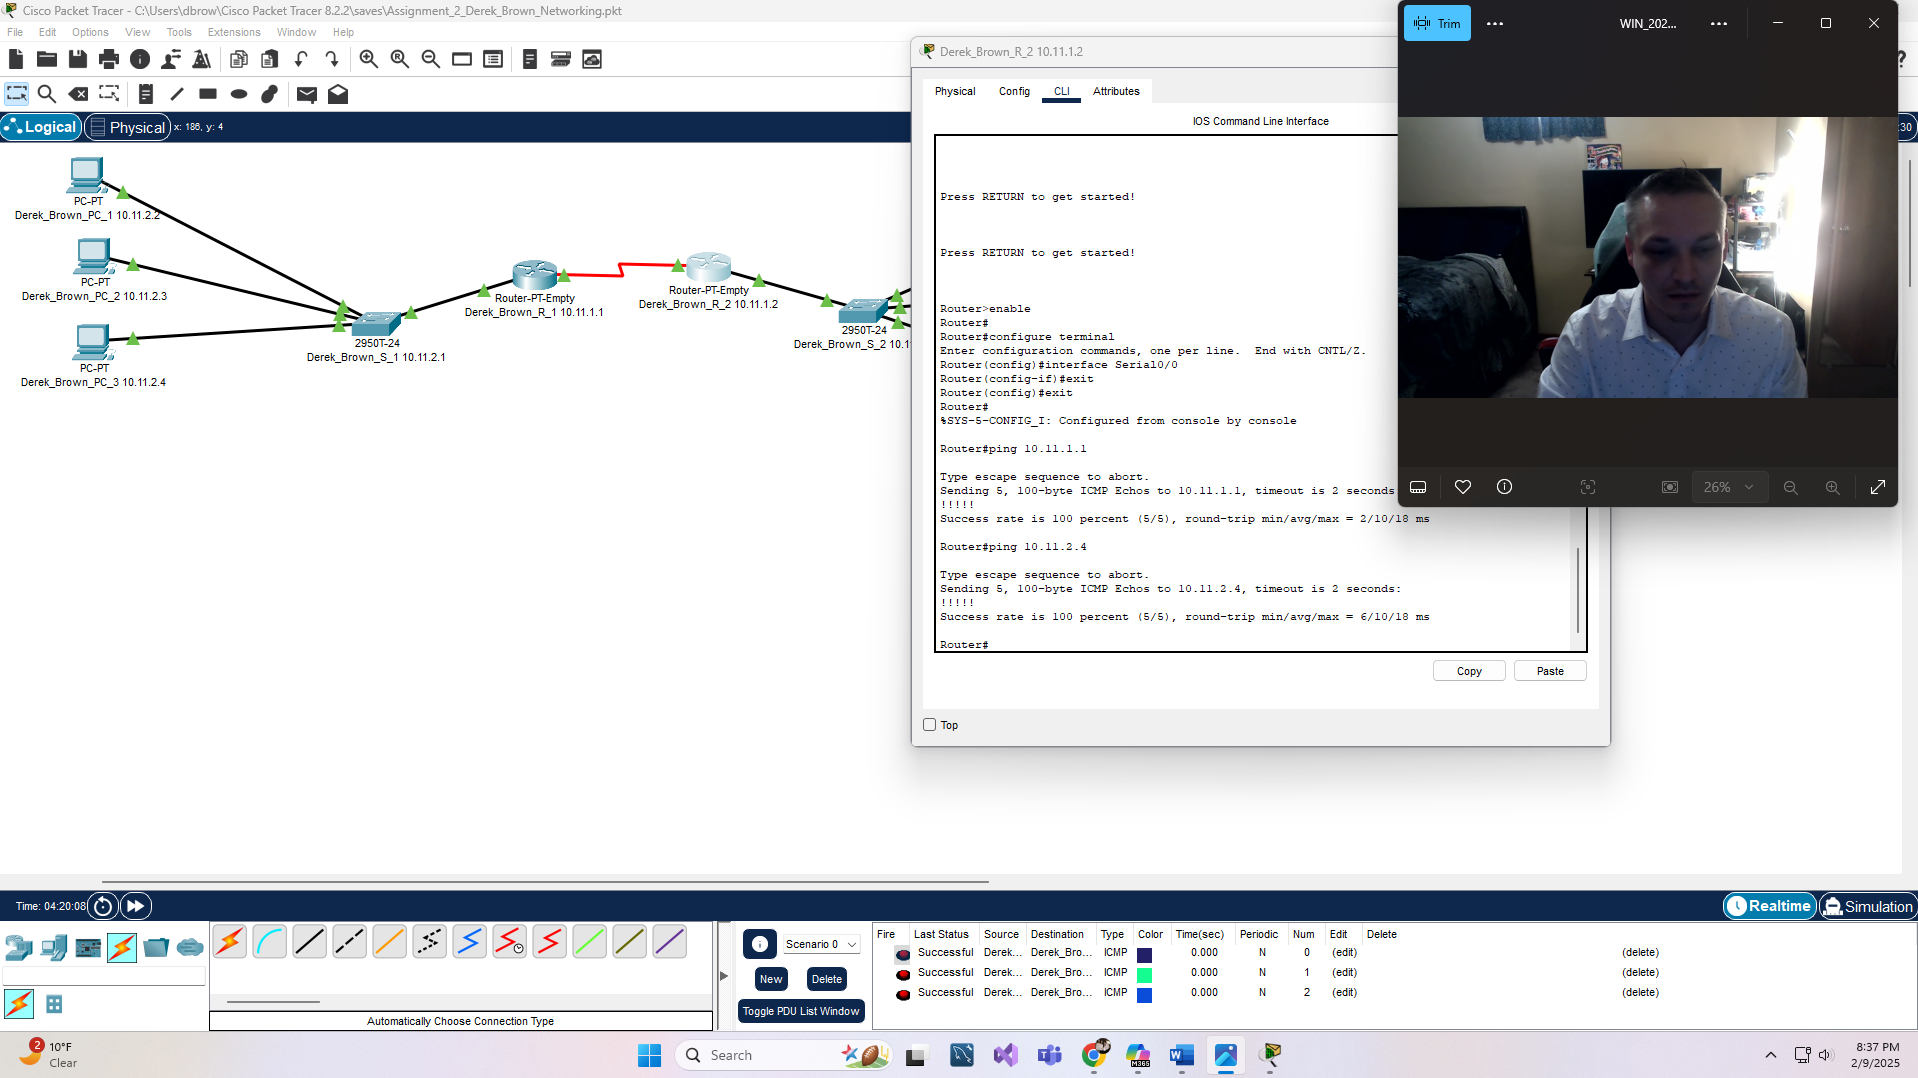 Cisco Packet Tracer - C:\Users\dbrow\Cisco Packet Tracer 8.2.2\saves\Assignment_2_Derek_Brown_Networking.pkt
File Edit Options View Tools Extensions Window Help
Logical Physical x: 186, y: 4
PC-PT
Derek_Brown_PC_1 10.11.2.2
PC-PT
Derek_Brown_PC_2 10.11.2.3
PC-PT
Derek_Brown_PC_3 10.11.2.4
2950T-24
Derek_Brown_S_1 10.11.2.1
Router-PT-Empty
Derek_Brown_R_1 10.11.1.1
Router-PT-Empty
Derek_Brown_R_2 10.11.1.2
2950T-24
Derek_Brown_S_2 10.1
Derek_Brown_R_2 10.11.1.2
Physical Config CLI Attributes
IOS Command Line Interface
Press RETURN to get started!
Press RETURN to get started!
Router>enable
Router#
Router#configure terminal
Enter configuration commands, one per line. End with CNTL/Z.
Router(config)#interface Serial0/0
Router(config-if)#exit
Router(config)#exit
Router#
%SYS-5-CONFIG_I: Configured from console by console
Router#ping 10.11.1.1
Type escape sequence to abort.
Sending 5, 100-byte ICMP Echos to 10.11.1.1, timeout is 2 seconds
!!!!!
Success rate is 100 percent (5/5), round-trip min/avg/max = 2/10/18 ms
Router#ping 10.11.2.4
Type escape sequence to abort.
Sending 5, 100-byte ICMP Echos to 10.11.2.4, timeout is 2 seconds:
!!!!!
Success rate is 100 percent (5/5), round-trip min/avg/max = 6/10/18 ms
Router#
Copy Paste
Top
Trim WIN_202...
26%
:30
Time: 04:20:08
Realtime Simulation
Automatically Choose Connection Type
Scenario 0
New Delete
Toggle PDU List Window
Fire Last Status Source Destination Type Color Time(sec) Periodic Num Edit Delete
Successful Derek... Derek_Bro... ICMP 0.000 N 0 (edit) (delete)
Successful Derek... Derek_Bro... ICMP 0.000 N 1 (edit) (delete)
Successful Derek... Derek_Bro... ICMP 0.000 N 2 (edit) (delete)
2
10°F
Clear
Search
M365
8:37 PM
2/9/2025